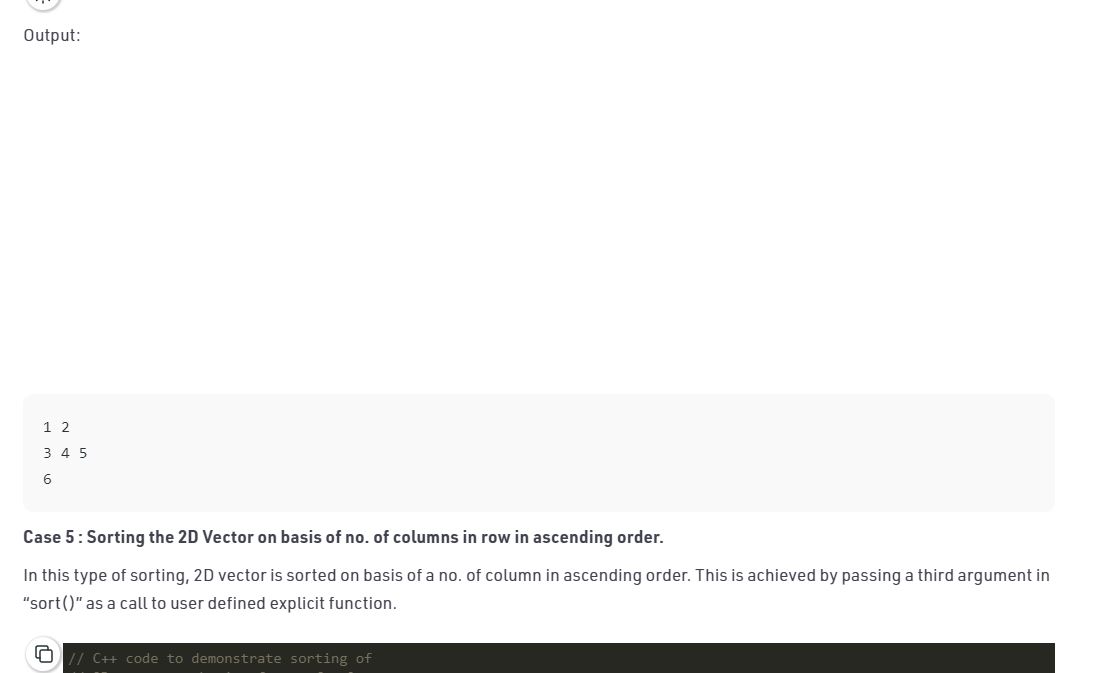 Output:
1 2
3 4 5
6
Case 5 : Sorting the 2D Vector on basis of no. of columns in row in ascending order.
In this type of sorting, 2D vector is sorted on basis of a no. of column in ascending order. This is achieved by passing a third argument in
“sort()” as a call to user defined explicit function.
// C++ code to demonstrate sorting of